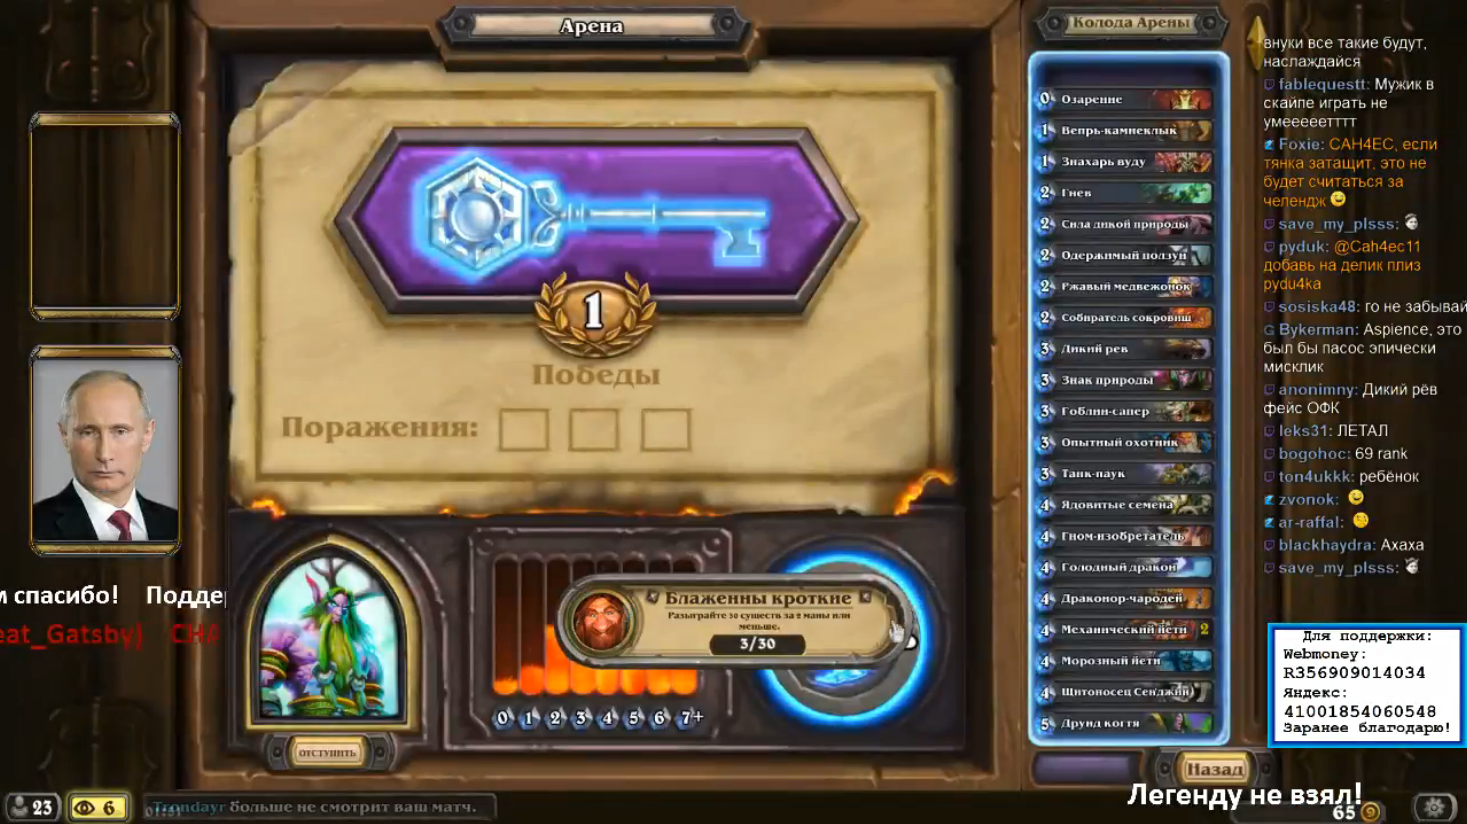 Арена
1
Победы
Поражения:
Блаженны кроткие
Разыграйте 30 существ за 2 маны или
меньше.
3/30
0 1 2 3 4 5 6 7+
отступить
м спасибо! Поддер
eat_Gatsby) СНА
23
6
Trondayr больше не смотрит ваш матч.
Колода Арены
0 Озарение
1 Вепрь-камнеклык
1 Знахарь вуду
2 Гнев
2 Сила дикой природы
2 Одержимый ползун
2 Ржавый медвежонок
2 Собиратель сокровищ
3 Дикий рев
3 Знак природы
3 Гоблин-сапер
3 Опытный охотник
3 Танк-паук
4 Ядовитые семена
4 Гном-изобретатель
4 Голодный дракон
4 Драконор-чародей
4 Механический йети 2
4 Морозный йети
4 Щитоносец Сен'джин
5 Друид когтя
Назад
Легенду не взял!
65
внуки все такие будут,
наслаждайся
fablequestt: Мужик в
скайпе играть не
умеееееетттт
Foxie: CAH4EC, если
тянка затащит, это не
будет считаться за
челендж
save_my_plsss:
pyduk: @Cah4ec11
добавь на делик плиз
pydu4ka
sosiska48: го не забывай
Bykerman: Aspience, это
был бы пасос эпически
мисклик
anonimny: Дикий рёв
фейс ОФК
leks31: ЛЕТАЛ
bogohoc: 69 rank
ton4ukkk: ребёнок
zvonok:
ar-raffal:
blackhaydra: Ахаха
save_my_plsss:
Для поддержки:
Webmoney:
R356909014034
Яндекс:
41001854060548
Заранее благодарю!